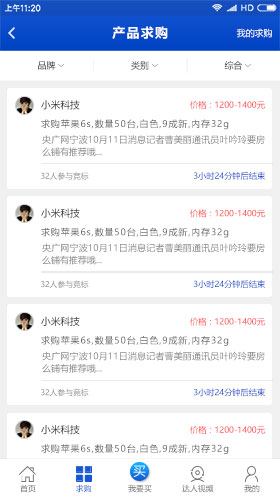 上午11:20
HD
产品求购
我的求购
品牌
类别
综合
小米科技
价格：1200-1400元
求购苹果6s,数量50台,白色,9成新,内存32g
央广网宁波10月11日消息记者曹美丽通讯员叶吟玲要房
么铺有推荐哦...
32人参与竞标
3小时24分钟后结束
小米科技
价格：1200-1400元
求购苹果6s,数量50台,白色,9成新,内存32g
央广网宁波10月11日消息记者曹美丽通讯员叶吟玲要房
么铺有推荐哦...
32人参与竞标
3小时24分钟后结束
小米科技
价格：1200-1400元
求购苹果6s,数量50台,白色,9成新,内存32g
央广网宁波10月11日消息记者曹美丽通讯员叶吟玲要房
么铺有推荐哦...
32人参与竞标
3小时24分钟后结束
小米科技
价格：1200-1400元
求购苹果6s,数量50台,白色,9成新,内存32g
买
首页
求购
我要买
达人视频
我的